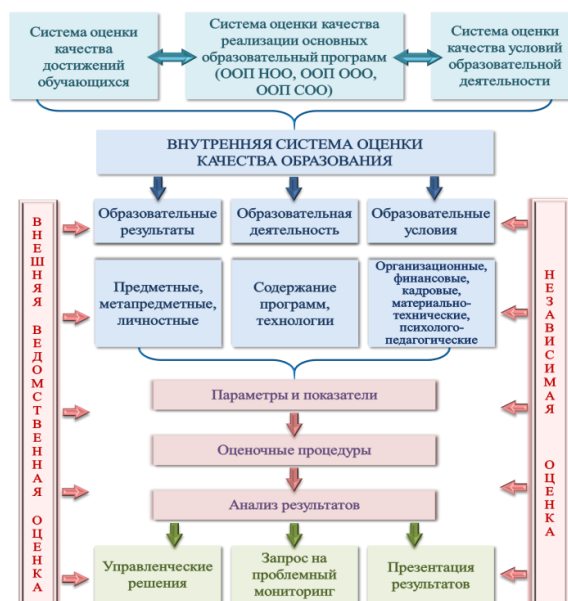 Система оценки
качества
достижений
обучающихся
Система оценки качества
реализации основных
образовательный программ
(ООП НОО, ООП ООО,
ООП СОО)
Система оценки
качества условий
образовательной
деятельности
ВНУТРЕННЯЯ СИСТЕМА ОЦЕНКИ
КАЧЕСТВА ОБРАЗОВАНИЯ
ВНЕШНЯЯ ВЕДОМСТВЕННАЯ ОЦЕНКА
Образовательные
результаты
Образовательная
деятельность
Образовательные
условия
Предметные,
метапредметные,
личностные
Содержание
программ,
технологии
Организационные,
финансовые,
кадровые,
материально-
технические,
психолого-
педагогические
НЕЗАВИСИМАЯ ОЦЕНКА
Параметры и показатели
Оценочные процедуры
Анализ результатов
Управленческие
решения
Запрос на
проблемный
мониторинг
Презентация
результатов